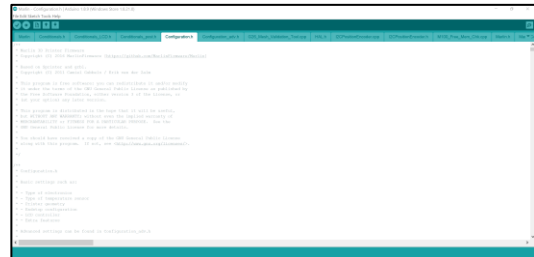 Marlin - Configuration.h | Arduino 1.8.
File Edit Sketch Tools Help
Marlin
Conditionals_LCD.h
Conditionals_post.h
Configuration.h
Configuration_adv.h
/**
* Marlin 3D Printer Firmware
* Copyright (C) 2016 MarlinFirmware [https://github.com/MarlinFirmware/Marlin]
*
* Based on Sprinter and grbl.
* Copyright (C) 2011 Camiel Gubbels / Erik van der Zalm
*
* This program is free software: you can redistribute it and/or modify
* it under the terms of the GNU General Public License as published by
* the Free Software Foundation, either version 3 of the License, or
* (at your option) any later version.
*
* This program is distributed in the hope that it will be useful,
* but WITHOUT ANY WARRANTY; without even the implied warranty of
* MERCHANTABILITY or FITNESS FOR A PARTICULAR PURPOSE. See the
* GNU General Public License for more details.
*
* You should have received a copy of the GNU General Public License
* along with this program. If not, see <http://www.gnu.org/licenses/>.
*
*/
/**
* Configuration.h
*
* Basic settings such as:
*
* - Type of electronics
* - Type of temperature sensor
* - Printer geometry
* - Endstop configuration
* - LCD controller
* - Extra features
*
* Advanced settings can be found in Configuration_adv.h